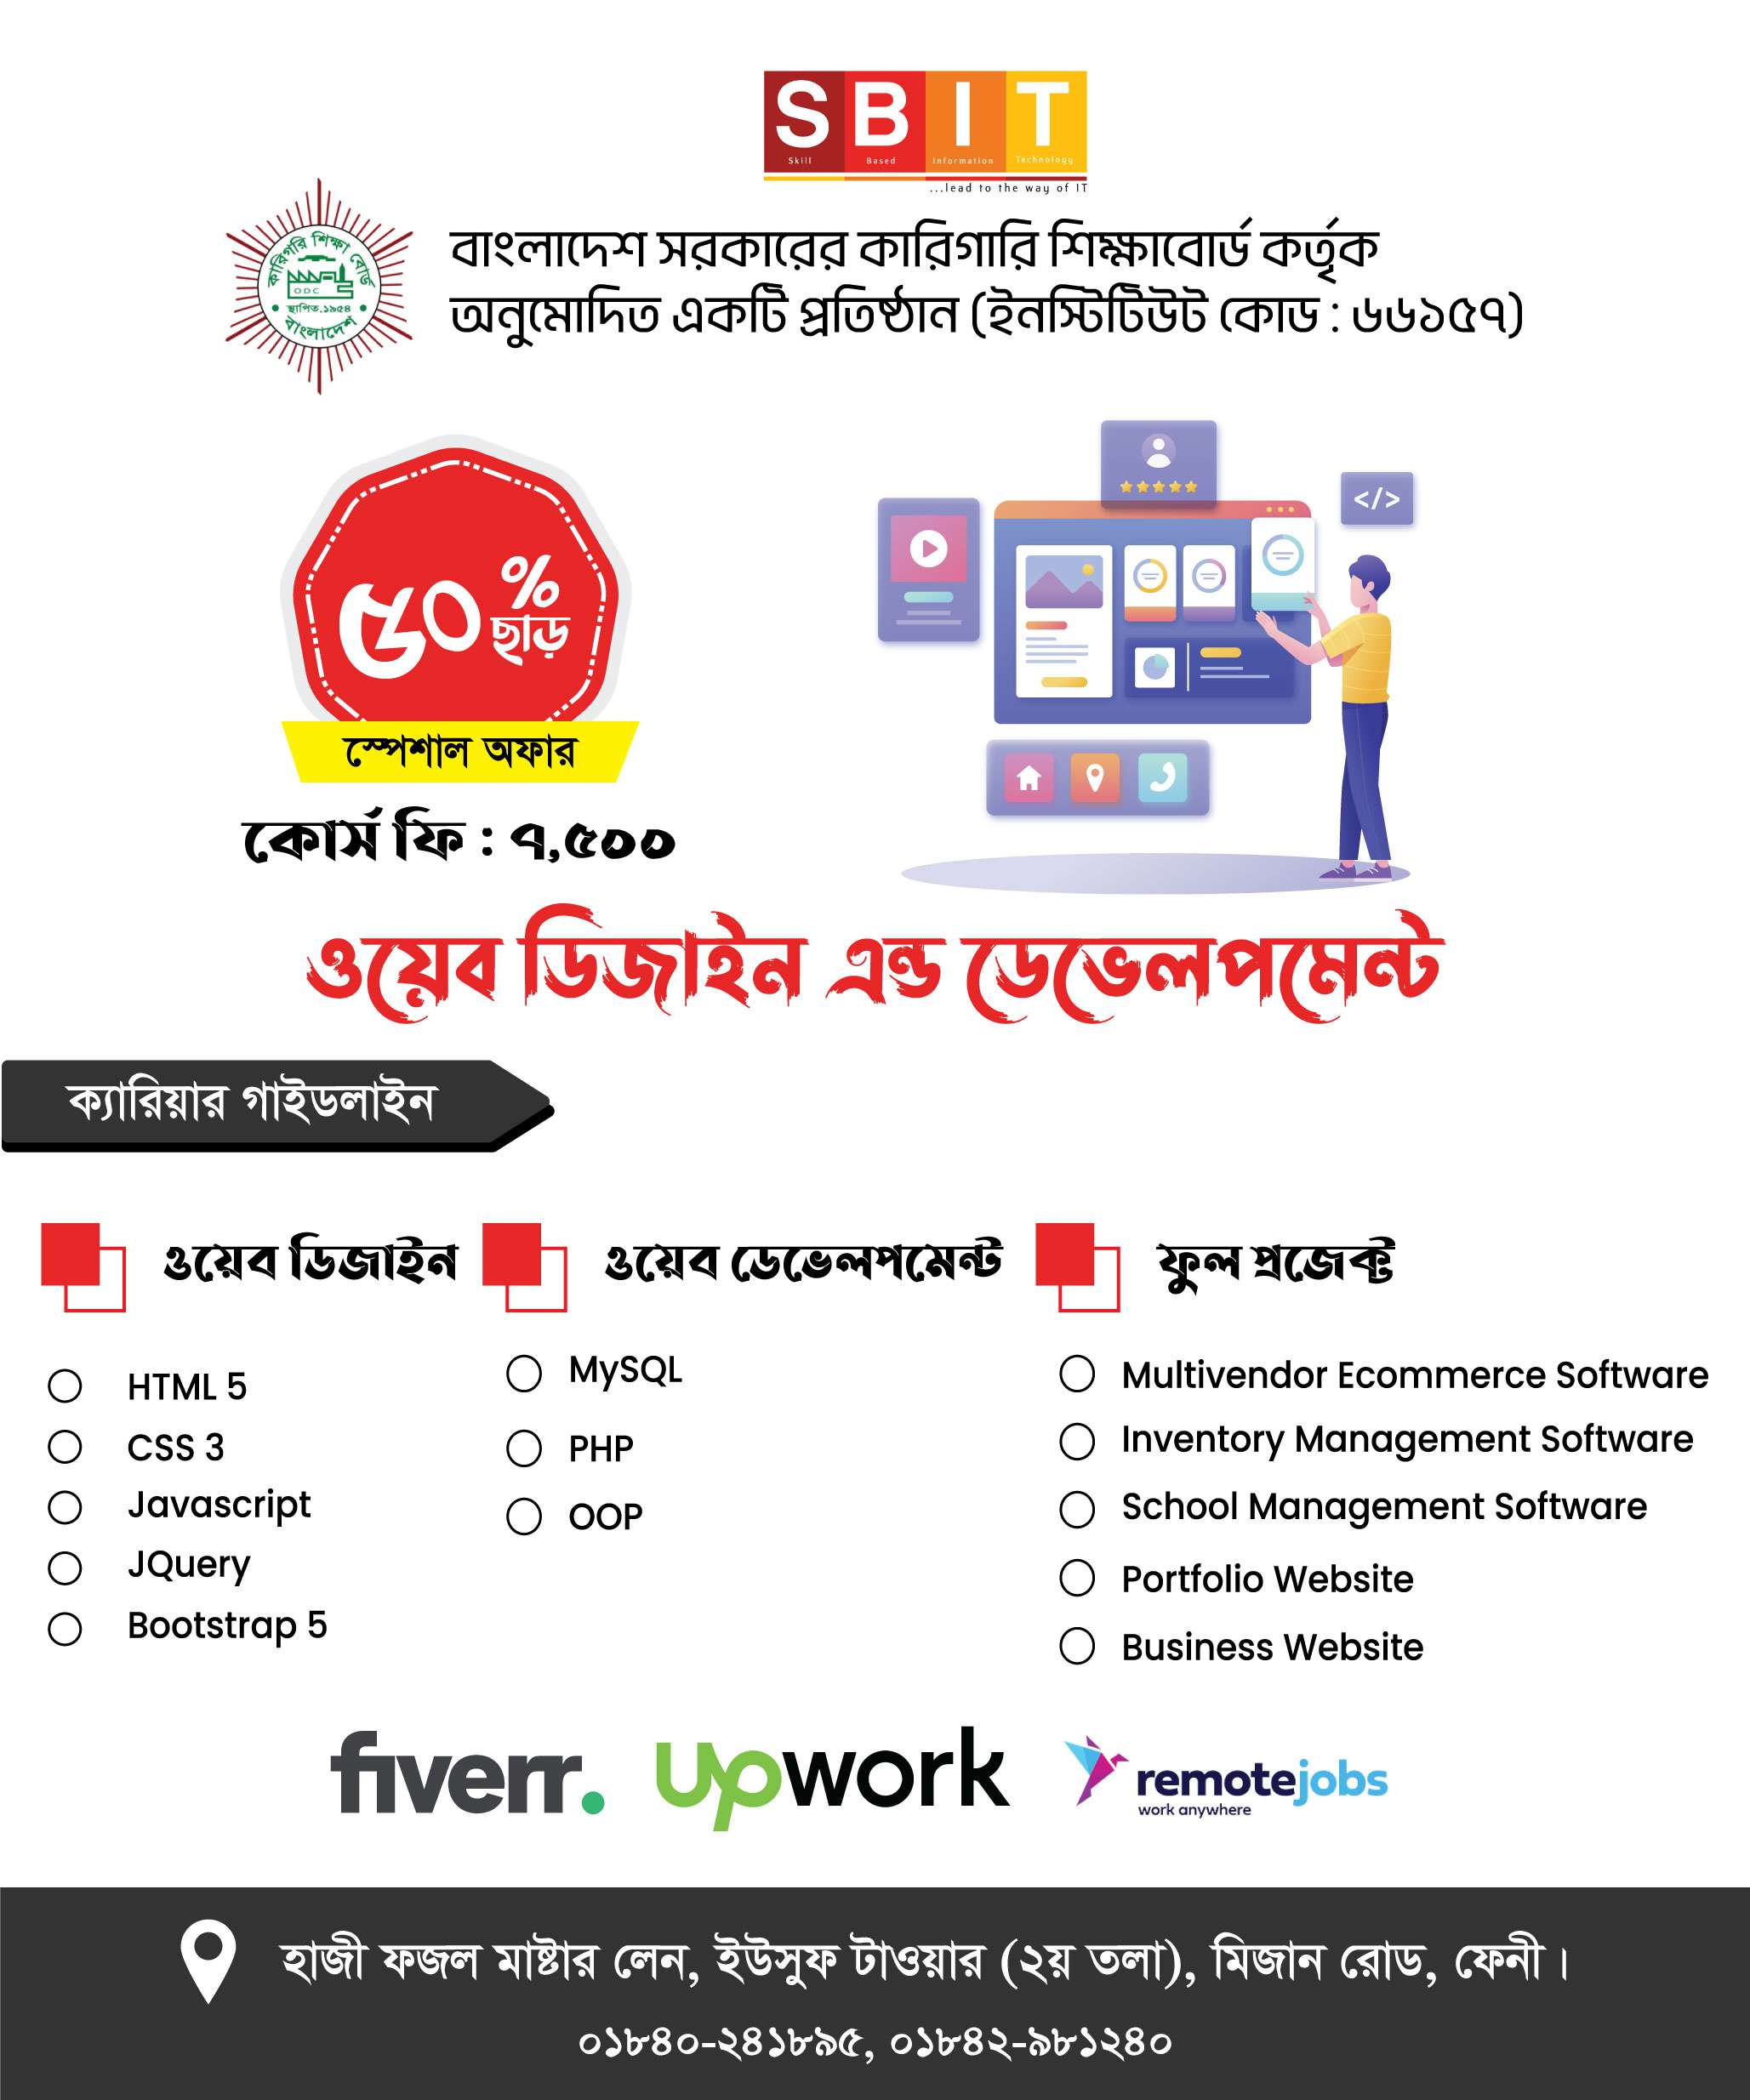 SBIT
Skill Based Information Technology
...lead to the way of IT
কারিগরি শিক্ষা বোর্ড
ODC
স্থাপিত.১৯৫৪
বাংলাদেশ
বাংলাদেশ সরকারের কারিগারি শিক্ষাবোর্ড কর্তৃক
অনুমোদিত একটি প্রতিষ্ঠান (ইনস্টিটিউট কোড : ৬৬১৫৭)
৫০% ছাড়
স্পেশাল অফার
</>
কোর্স ফি : ৭,৫০০
ওয়েব ডিজাইন এন্ড ডেভেলপমেন্ট
ক্যারিয়ার গাইডলাইন
ওয়েব ডিজাইন
HTML 5
CSS 3
Javascript
JQuery
Bootstrap 5
ওয়েব ডেভেলপমেন্ট
MySQL
PHP
OOP
ফুল প্রজেক্ট
Multivendor Ecommerce Software
Inventory Management Software
School Management Software
Portfolio Website
Business Website
fiverr.
upwork
remotejobs
work anywhere
হাজী ফজল মাষ্টার লেন, ইউসুফ টাওয়ার (২য় তলা), মিজান রোড, ফেনী।
০১৮৪০-২৪১৮৯৫, ০১৮৪২-৯৮১২৪০